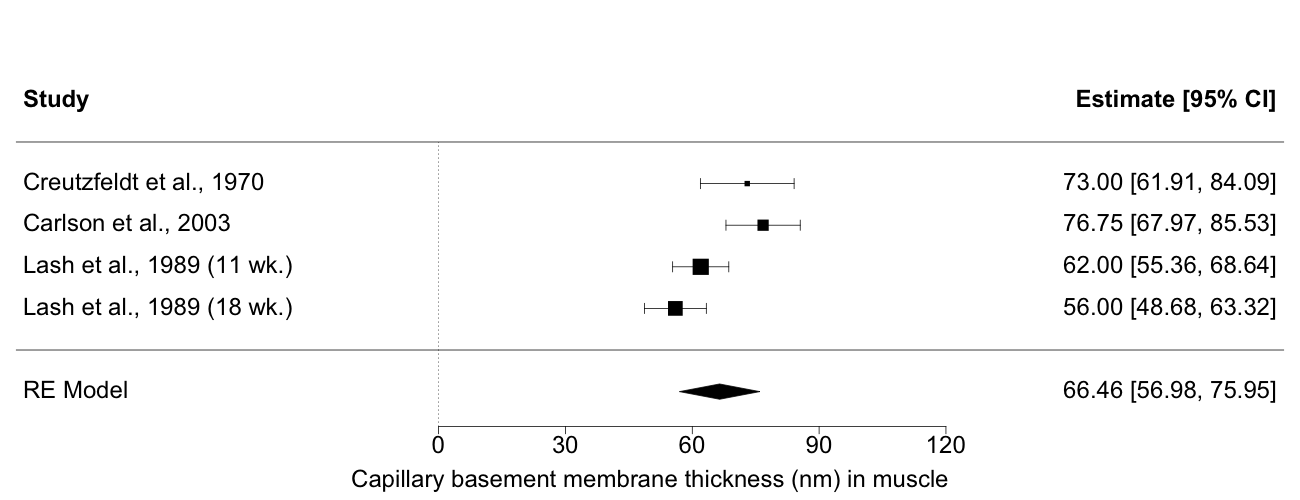 Study Estimate [95% CI]
Creutzfeldt et al., 1970 73.00 [61.91, 84.09]
Carlson et al., 2003 76.75 [67.97, 85.53]
Lash et al., 1989 (11 wk.) 62.00 [55.36, 68.64]
Lash et al., 1989 (18 wk.) 56.00 [48.68, 63.32]
RE Model 66.46 [56.98, 75.95]
0 30 60 90 120
Capillary basement membrane thickness (nm) in muscle